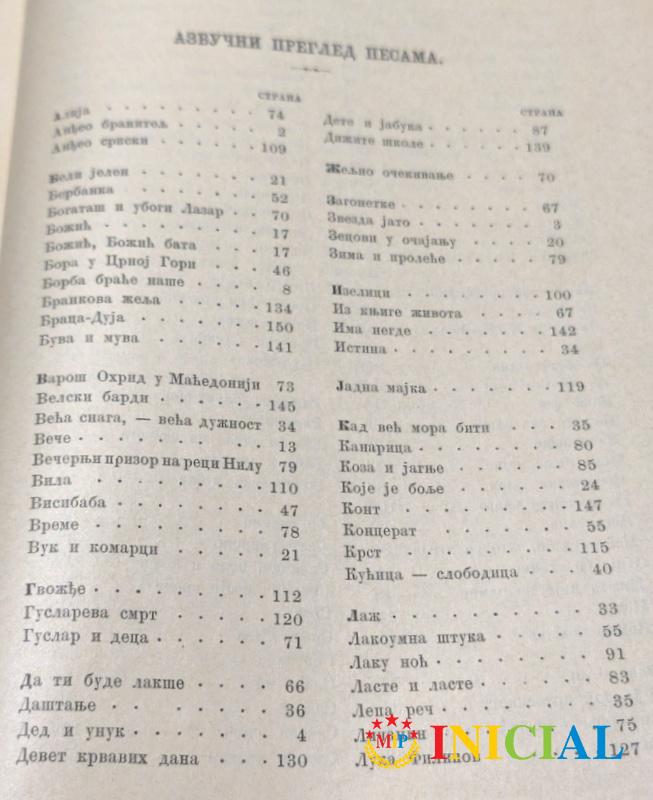 АЗБУЧНИ ПРЕГЛЕД ПЕСАМА.
СТРАНА
Алија 74
Анђео бранитељ 2
Анђео српски 109
Бели јелен 21
Бербанка 52
Богаташ и убоги Лазар 70
Божић 17
Божић, Божић бата 17
Бора у Црној Гори 46
Борба браће наше 8
Бранкова жеља 134
Браца-Дуја 150
Бува и мува 141
Варош Охрид у Маћедонији 73
Велски барди 145
Већа снага, — већа дужност 34
Вече 13
Вечерњи призор на реци Нилу 79
Вила 110
Висибаба 47
Време 78
Вук и комарци 21
Гвожђе 112
Гусларева смрт 120
Гуслар и деца 71
Да ти буде лакше 66
Даштање 36
Дед и унук 4
Девет крвавих дана 130
СТРАНА
Дете и јабука 87
Дижите школе 139
Жељно очекивање 70
Загонетке 67
Звезда јато 3
Зецови у очајању 20
Зима и пролеће 79
Изелици 100
Из књиге живота 67
Има негде 142
Истина 34
Јадна мајка 119
Кад већ мора бити 35
Канарица 80
Коза и јагње 85
Које је боље 24
Конт 147
Концерат 55
Крст 115
Кућица — слободица 40
Лаж 33
Лакоумна штука 55
Лаку ноћ 91
Ласте и ласте 83
Лепа реч 35
75
Лука Филипов 127
MP INICIAL